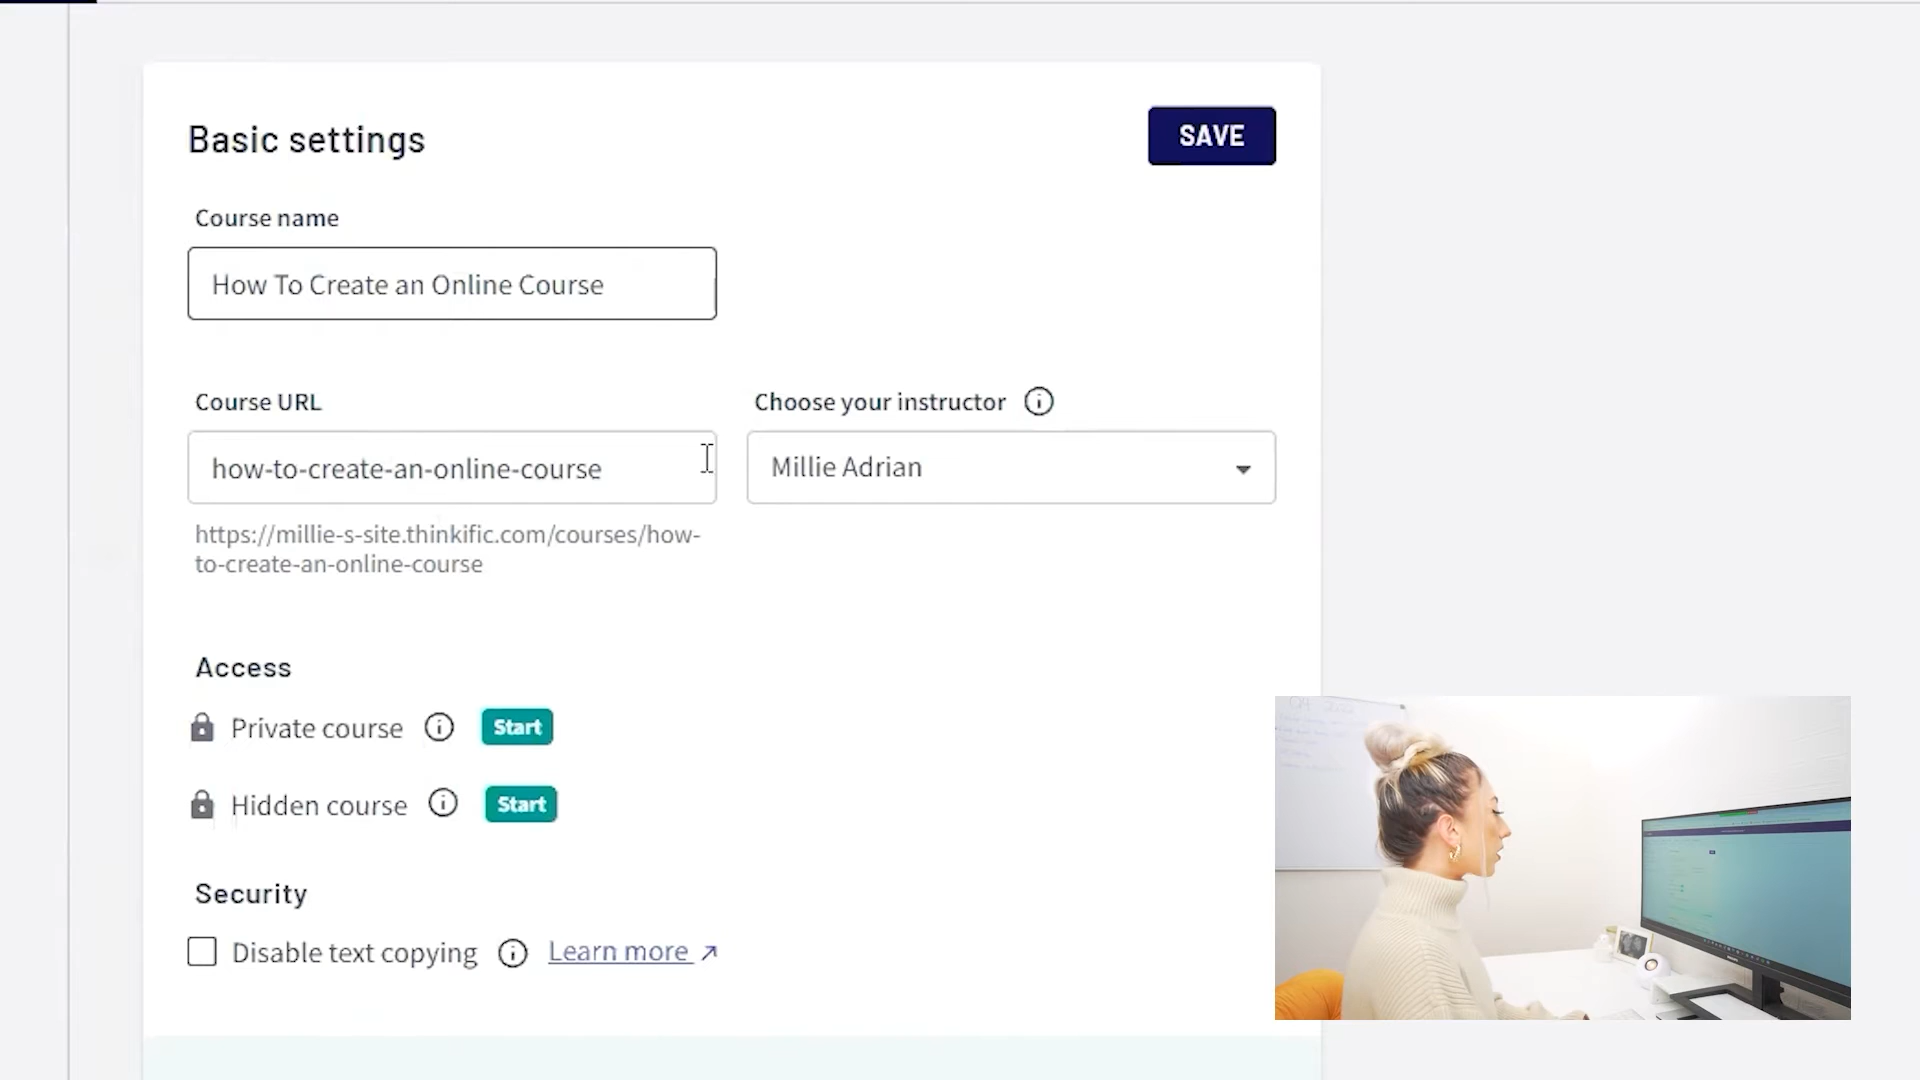 Basic settings
SAVE
Course name
How To Create an Online Course
Course URL
Choose your instructor
how-to-create-an-online-course
Millie Adrian
https://millie-s-site.thinkific.com/courses/how-
to-create-an-online-course
Access
Private course
Start
Hidden course
Start
Security
Disable text copying
Learn more